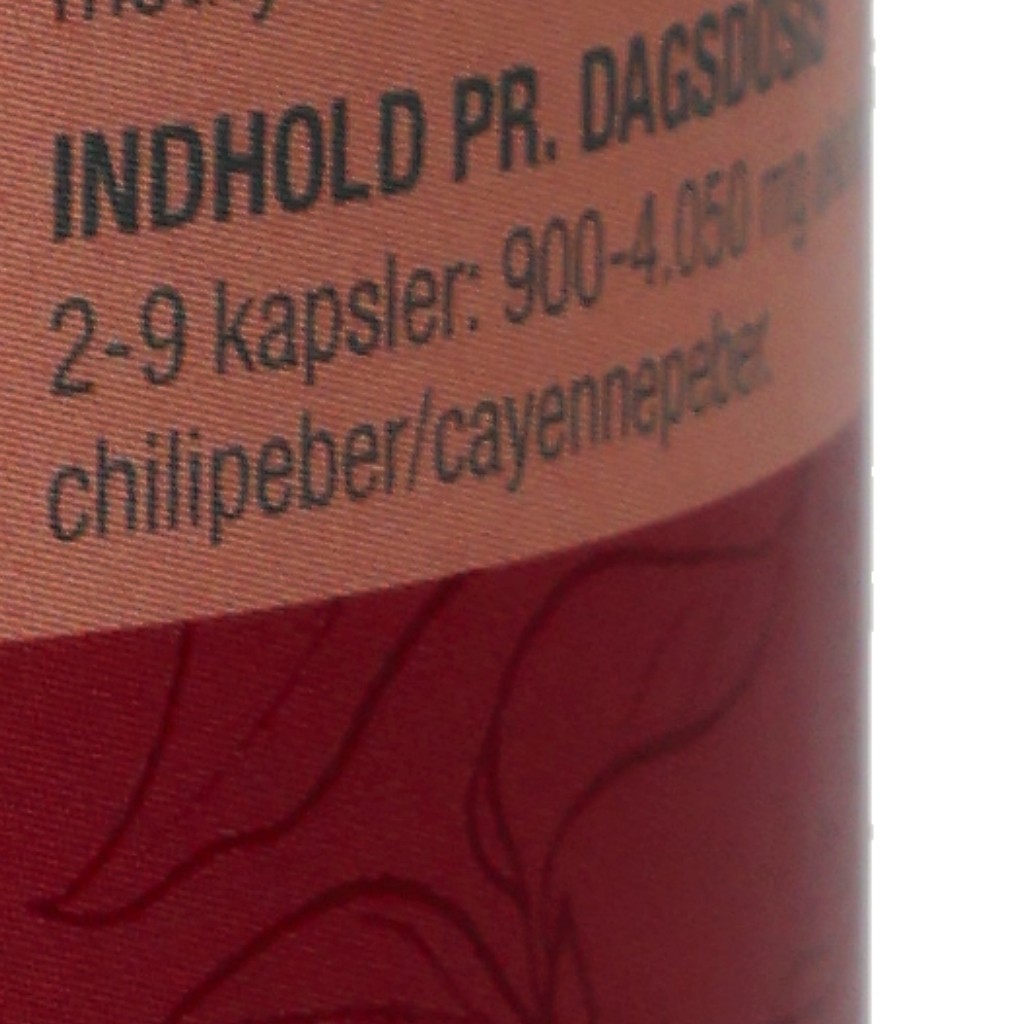 INDHOLD PR. DAGSDOSIS
2-9 kapsler: 900-4.050 mg
chilipeber/cayennepeber